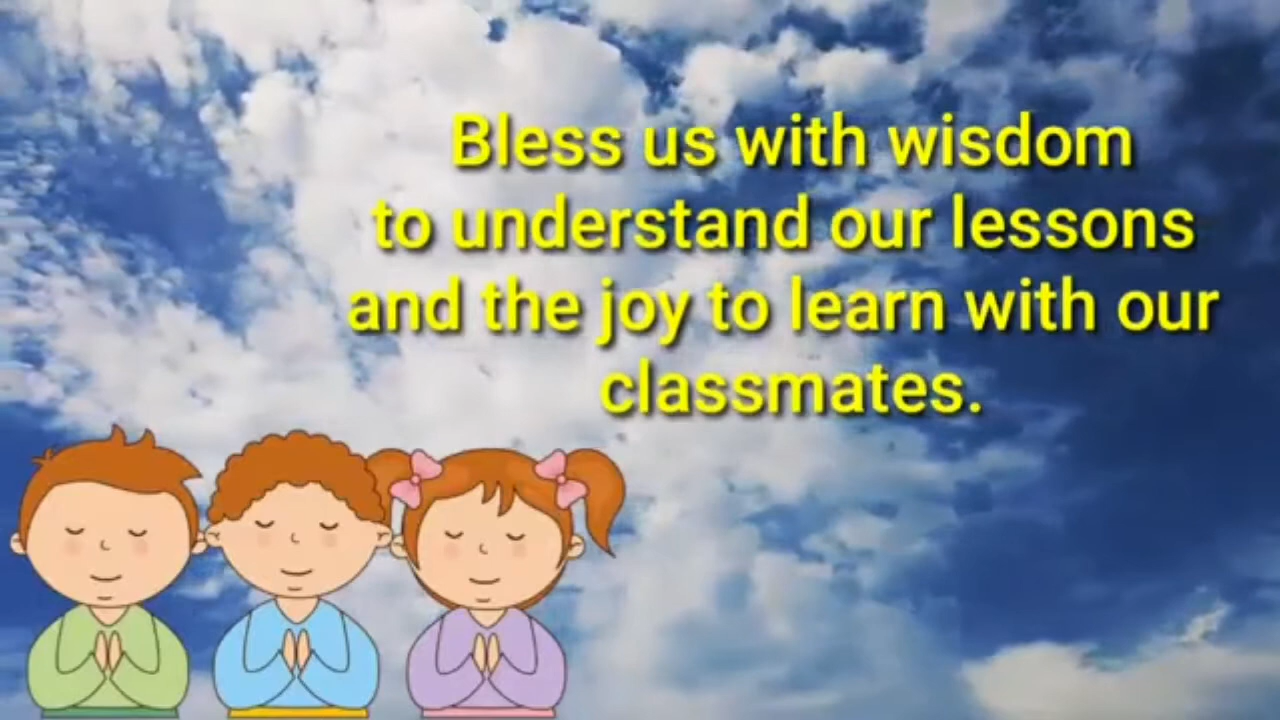 Bless us with wisdom
to understand our lessons
and the joy to learn with our
classmates.